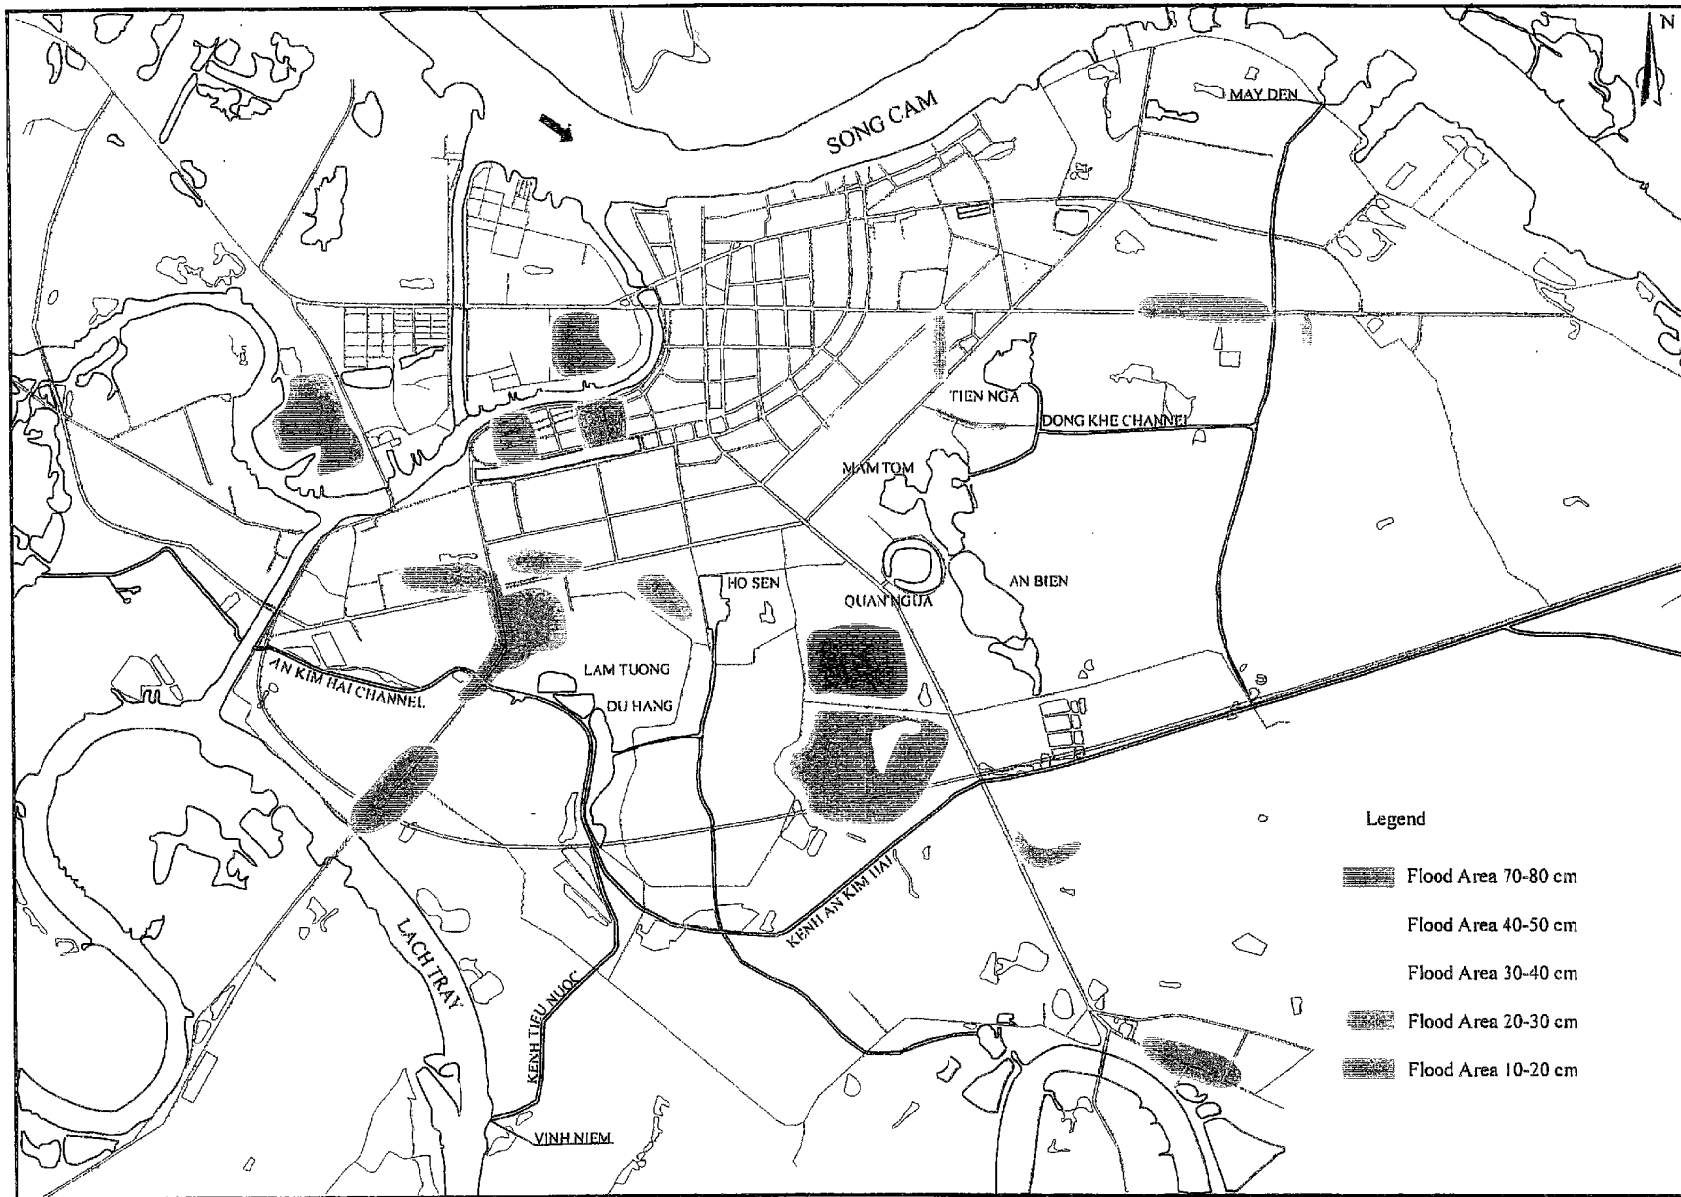 N
MAY DEN
SONG CAM
TIEN NGA
DONG KHE CHANNEL
MAM TOM
HO SEN
AN BIEN
QUAN NGUA
LAM TUONG
AN KIM HAI CHANNEL
DU HANG
Legend
Flood Area 70-80 cm
KENH AN KIM HAI
Flood Area 40-50 cm
LACH TRAY
Flood Area 30-40 cm
KENH TIEU NUOC
Flood Area 20-30 cm
Flood Area 10-20 cm
VINH NIEM